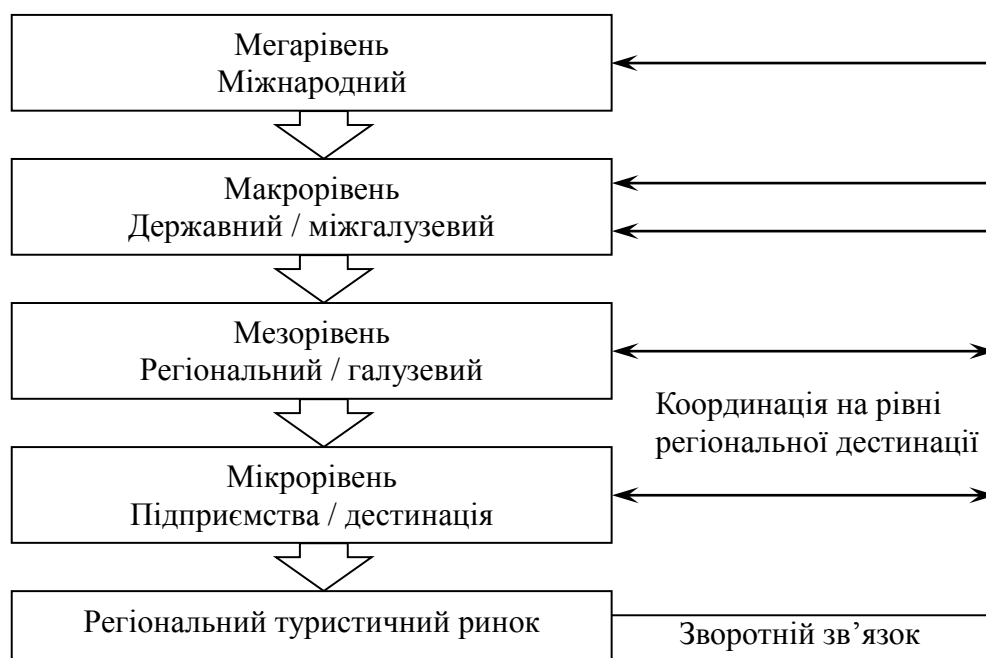 Мегарівень
Міжнародний
Макрорівень
Державний / міжгалузевий
Мезорівень
Регіональний / галузевий
Координація на рівні
регіональної дестинації
Мікрорівень
Підприємства / дестинація
Регіональний туристичний ринок
Зворотній зв’язок